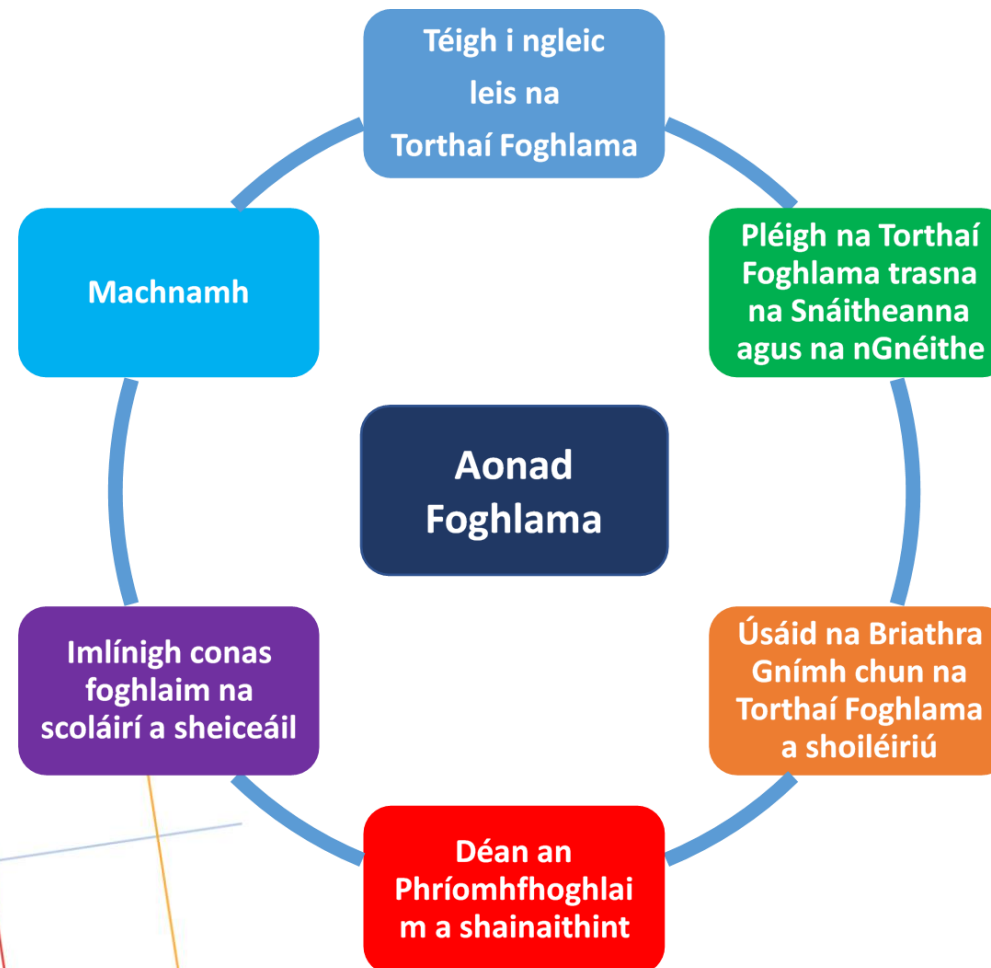 Téigh i ngleic
leis na
Torthaí Foghlama
Pléigh na Torthaí
Foghlama trasna
na Snáitheanna
agus na nGnéithe
Úsáid na Briathra
Gnímh chun na
Torthaí Foghlama
a shoiléiriú
Déan an
Phríomhfhoghlai
m a shainaithint
Imlínigh conas
foghlaim na
scoláirí a sheiceáil
Machnamh
Aonad
Foghlama